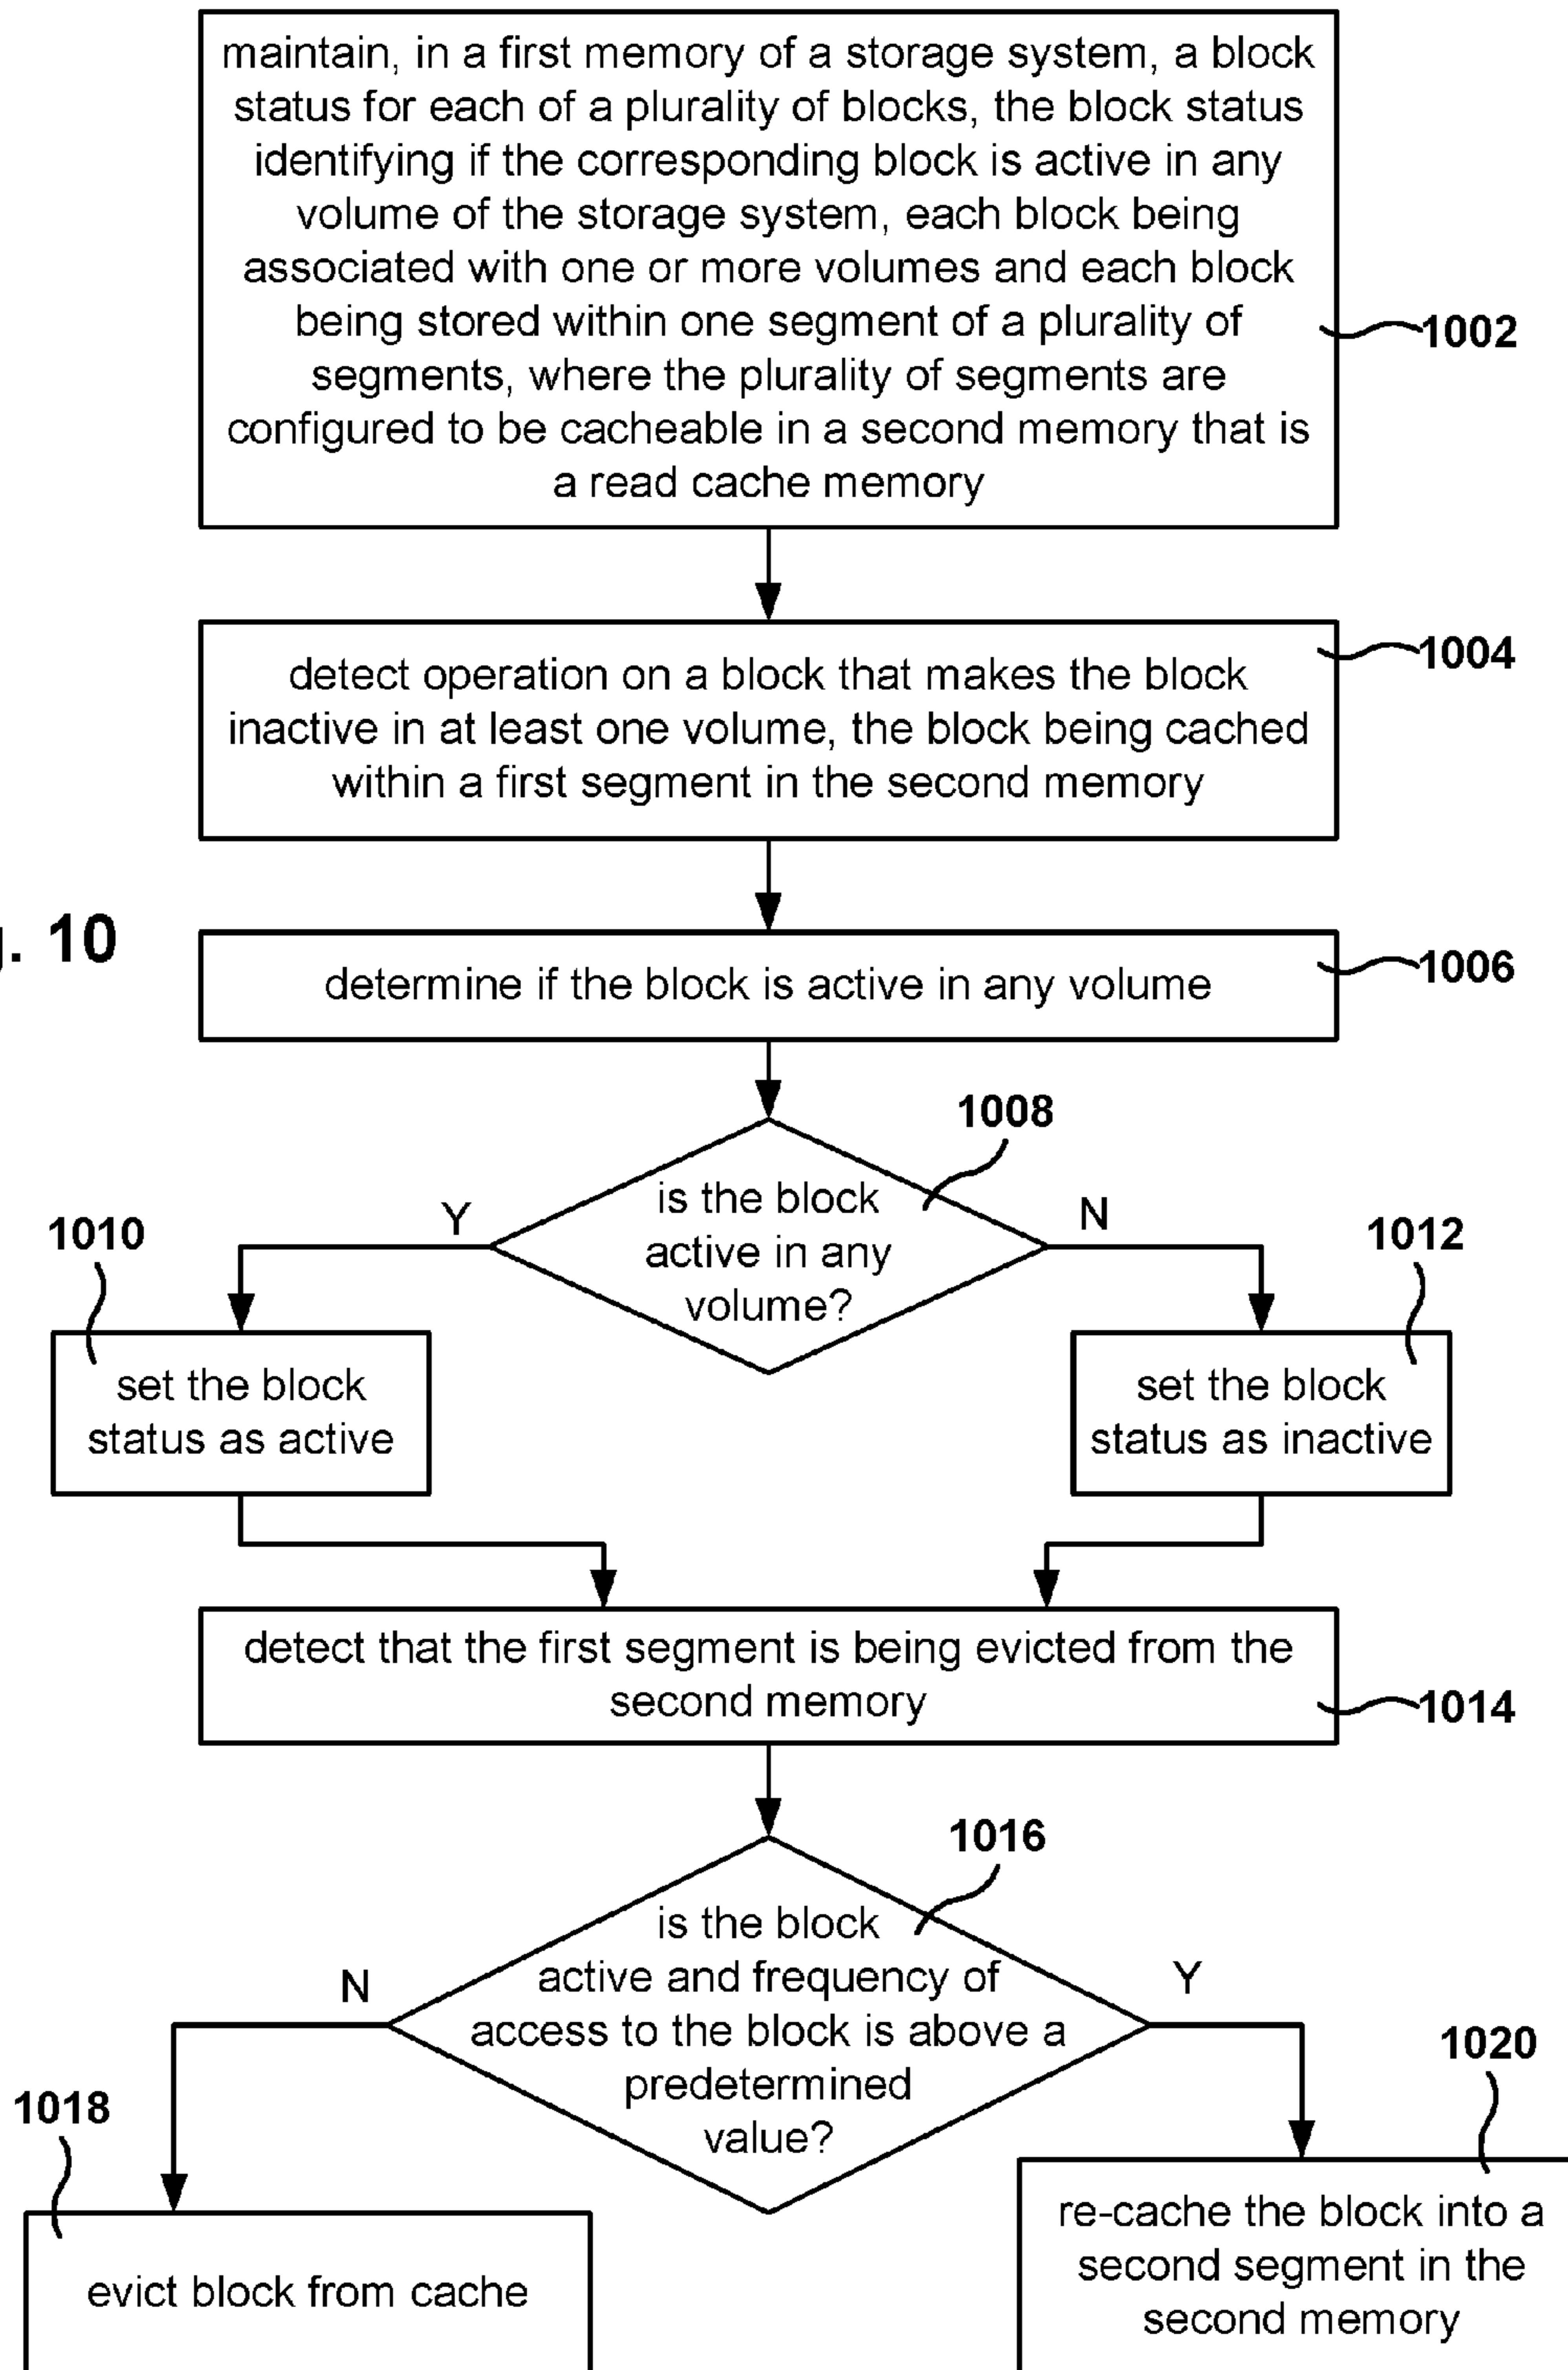 maintain, in a first memory of a storage system, a block
status for each of a plurality of blocks, the block status
identifying if the corresponding block is active in any
volume of the storage system, each block being
associated with one or more volumes and each block
being stored within one segment of a plurality of
segments, where the plurality of segments are
configured to be cacheable in a second memory that is
a read cache memory
1002
detect operation on a block that makes the block
inactive in at least one volume, the block being cached
within a first segment in the second memory
1004
g. 10
determine if the block is active in any volume
1006
1008
is the block
active in any
volume?
Y
N
1010
set the block
status as active
1012
set the block
status as inactive
detect that the first segment is being evicted from the
second memory
1014
1016
is the block
active and frequency of
access to the block is above a
predetermined
value?
N
Y
1018
evict block from cache
1020
re-cache the block into a
second segment in the
second memory